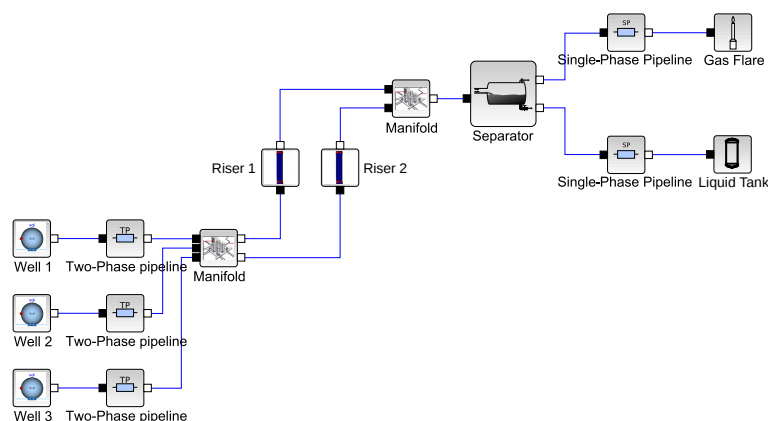 SP
SP
Single-Phase Pipeline
Gas Flare
Manifold
Separator
Riser 1
Riser 2
SP
Single-Phase Pipeline
Liquid Tank
TP
Well 1
Two-Phase pipeline
Manifold
TP
Well 2
Two-Phase pipeline
TP
Well 3
Two-Phase pipeline